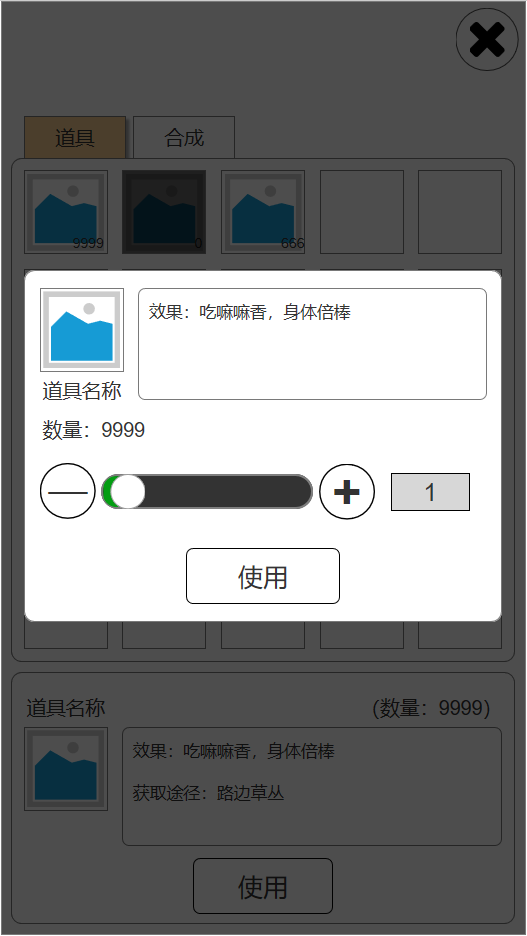 道具
合成
9999
0
666
效果：吃嘛嘛香，身体倍棒
道具名称
数量：9999
1
使用
道具名称
（数量：9999）
效果：吃嘛嘛香，身体倍棒
获取途径：路边草丛
使用